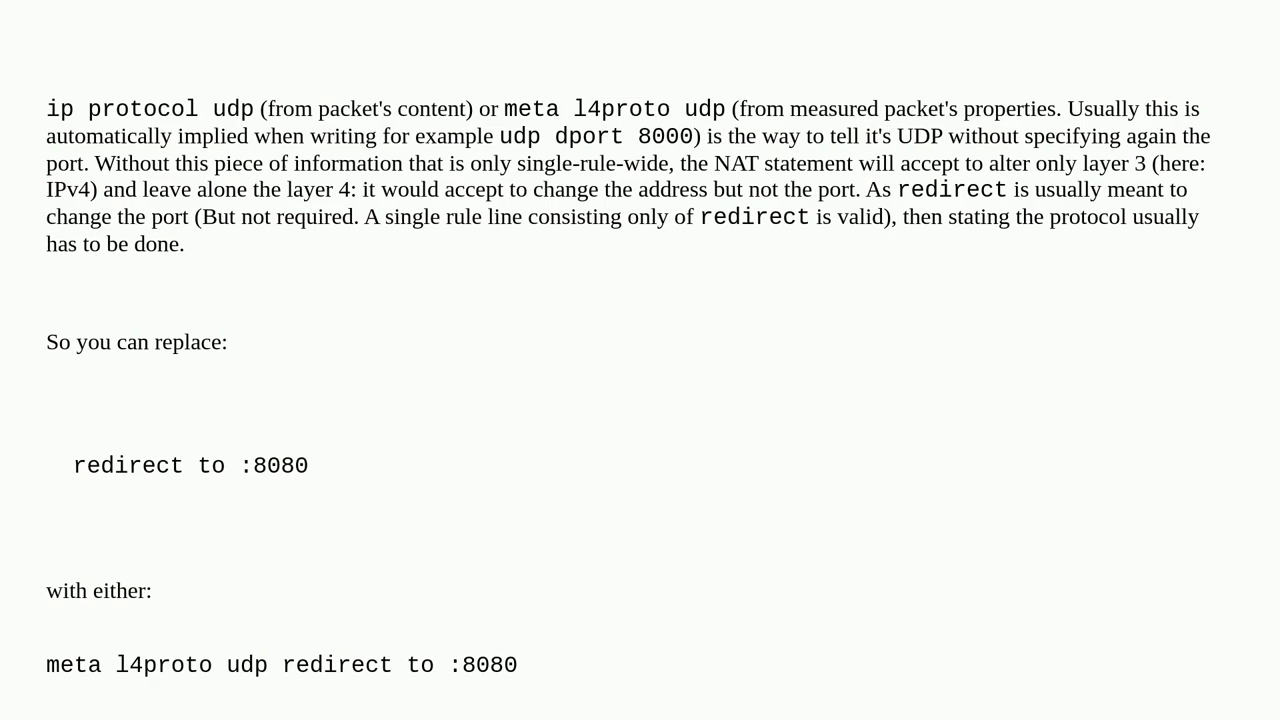 ip protocol udp (from packet's content) or meta l4proto udp (from measured packet's properties. Usually this is
automatically implied when writing for example udp dport 8000) is the way to tell it's UDP without specifying again the
port. Without this piece of information that is only single-rule-wide, the NAT statement will accept to alter only layer 3 (here:
IPv4) and leave alone the layer 4: it would accept to change the address but not the port. As redirect is usually meant to
change the port (But not required. A single rule line consisting only of redirect is valid), then stating the protocol usually
has to be done.
So you can replace:
redirect to :8080
with either:
meta l4proto udp redirect to :8080